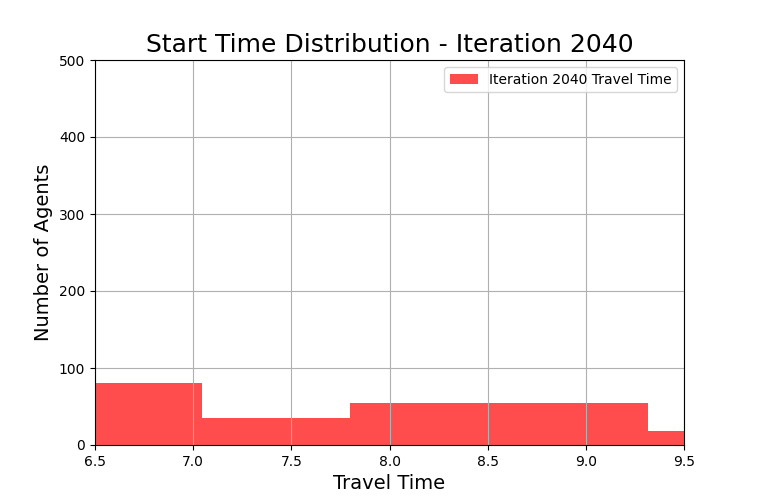 Start Time Distribution - Iteration 2040
Iteration 2040 Travel Time
500
400
300
200
100
0
Number of Agents
6.5 7.0 7.5 8.0 8.5 9.0 9.5
Travel Time